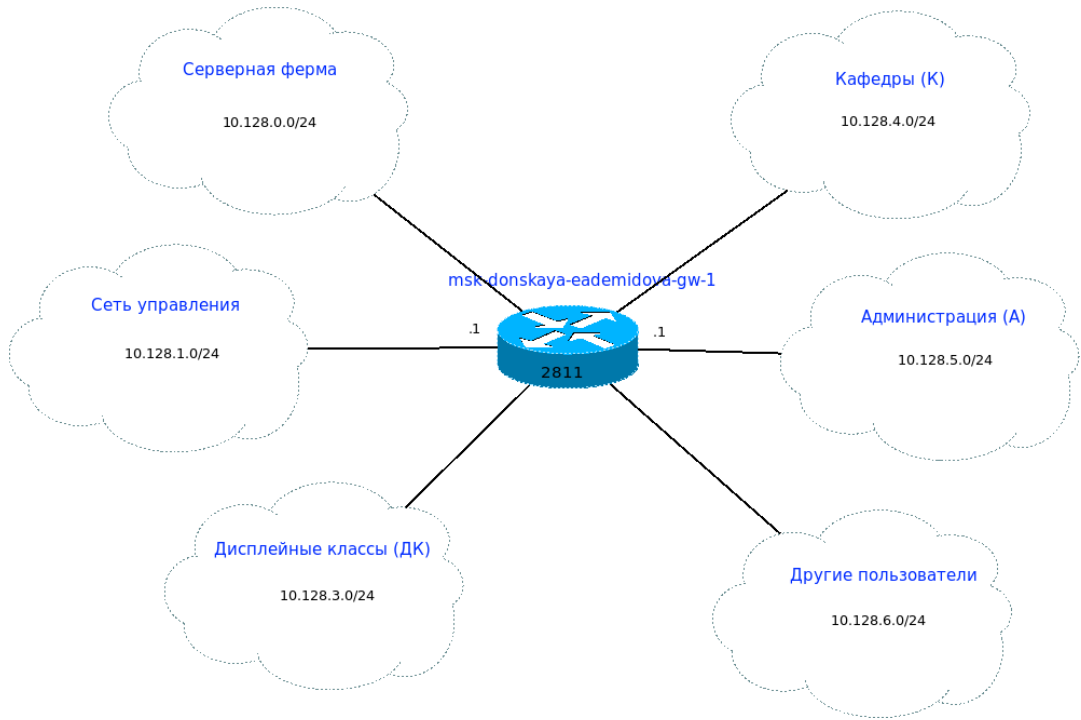 Серверная ферма
10.128.0.0/24
Кафедры (К)
10.128.4.0/24
msk-donskaya-eademidova-gw-1
Сеть управления
10.128.1.0/24
.1
.1
2811
Администрация (А)
10.128.5.0/24
Дисплейные классы (ДК)
10.128.3.0/24
Другие пользователи
10.128.6.0/24